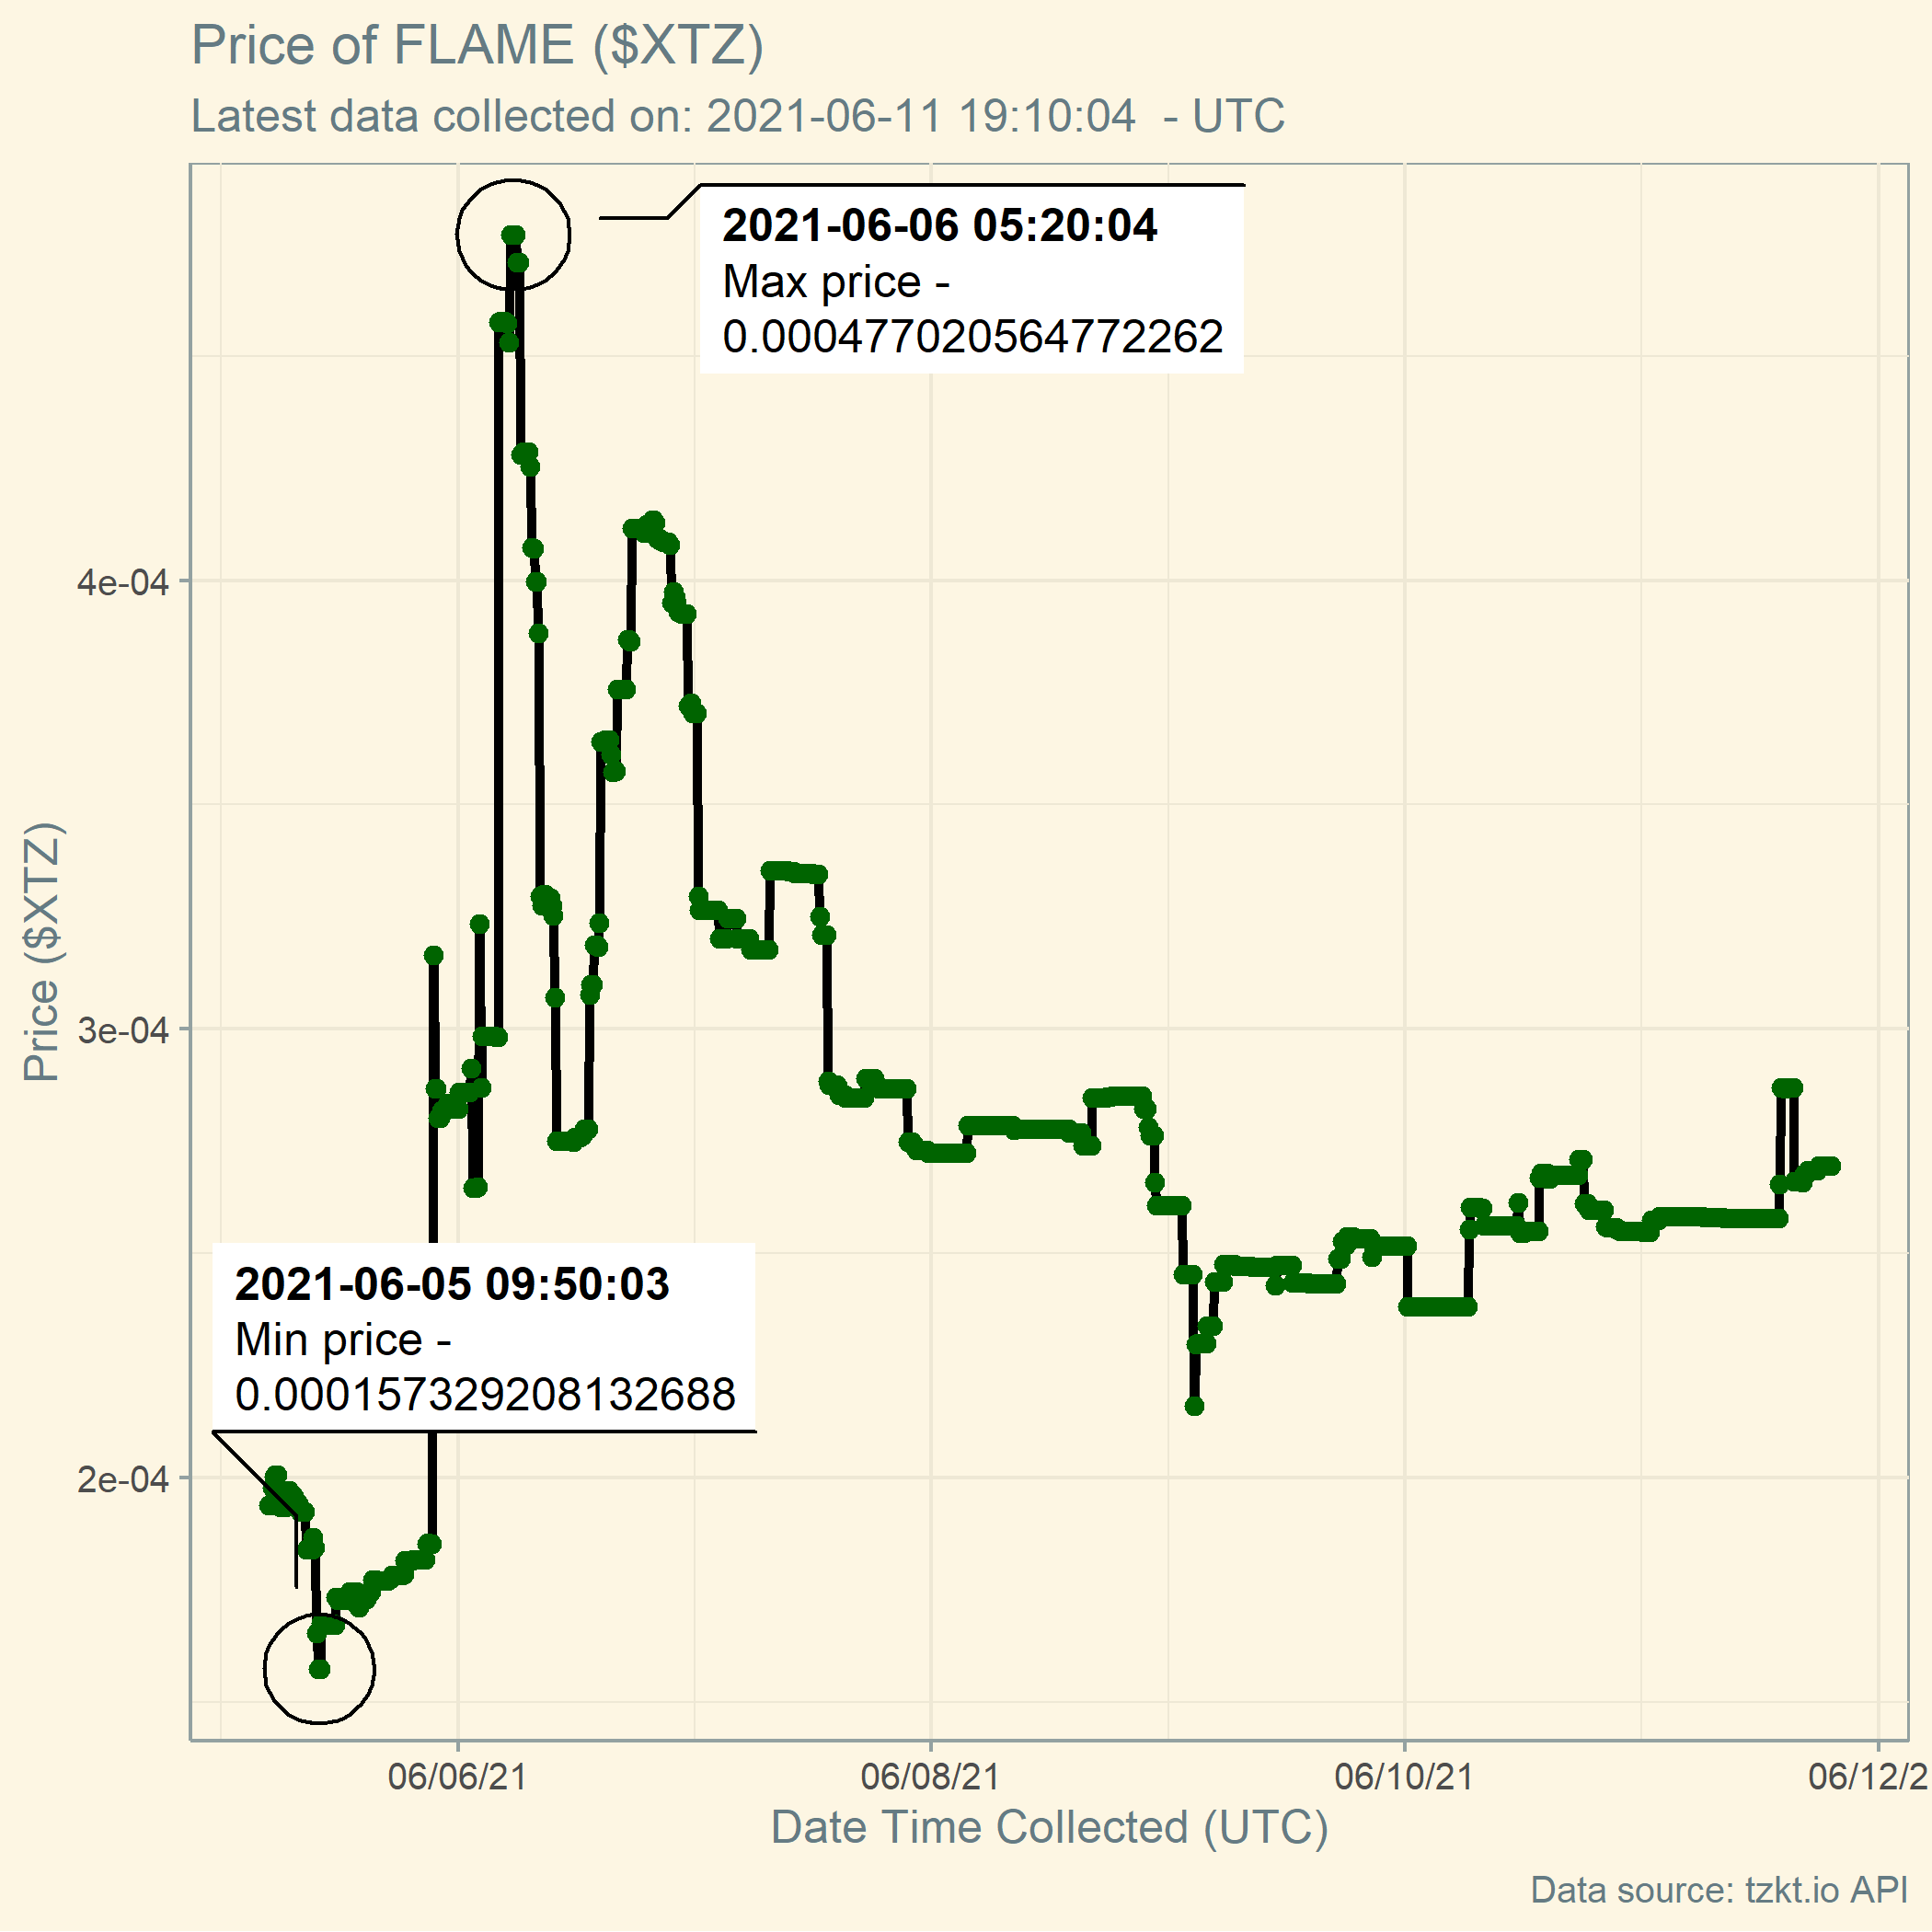 Price of FLAME ($XTZ)
Latest data collected on: 2021-06-11 19:10:04  - UTC
2021-06-06 05:20:04
Max price -
0.000477020564772262
4e-04
3e-04
2e-04
Price ($XTZ)
2021-06-05 09:50:03
Min price -
0.000157329208132688
06/06/21
06/08/21
06/10/21
06/12/2
Date Time Collected (UTC)
Data source: tzkt.io API